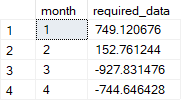 month required_data
1 1 749.120676
2 2 152.761244
3 3 -927.831476
4 4 -744.646428